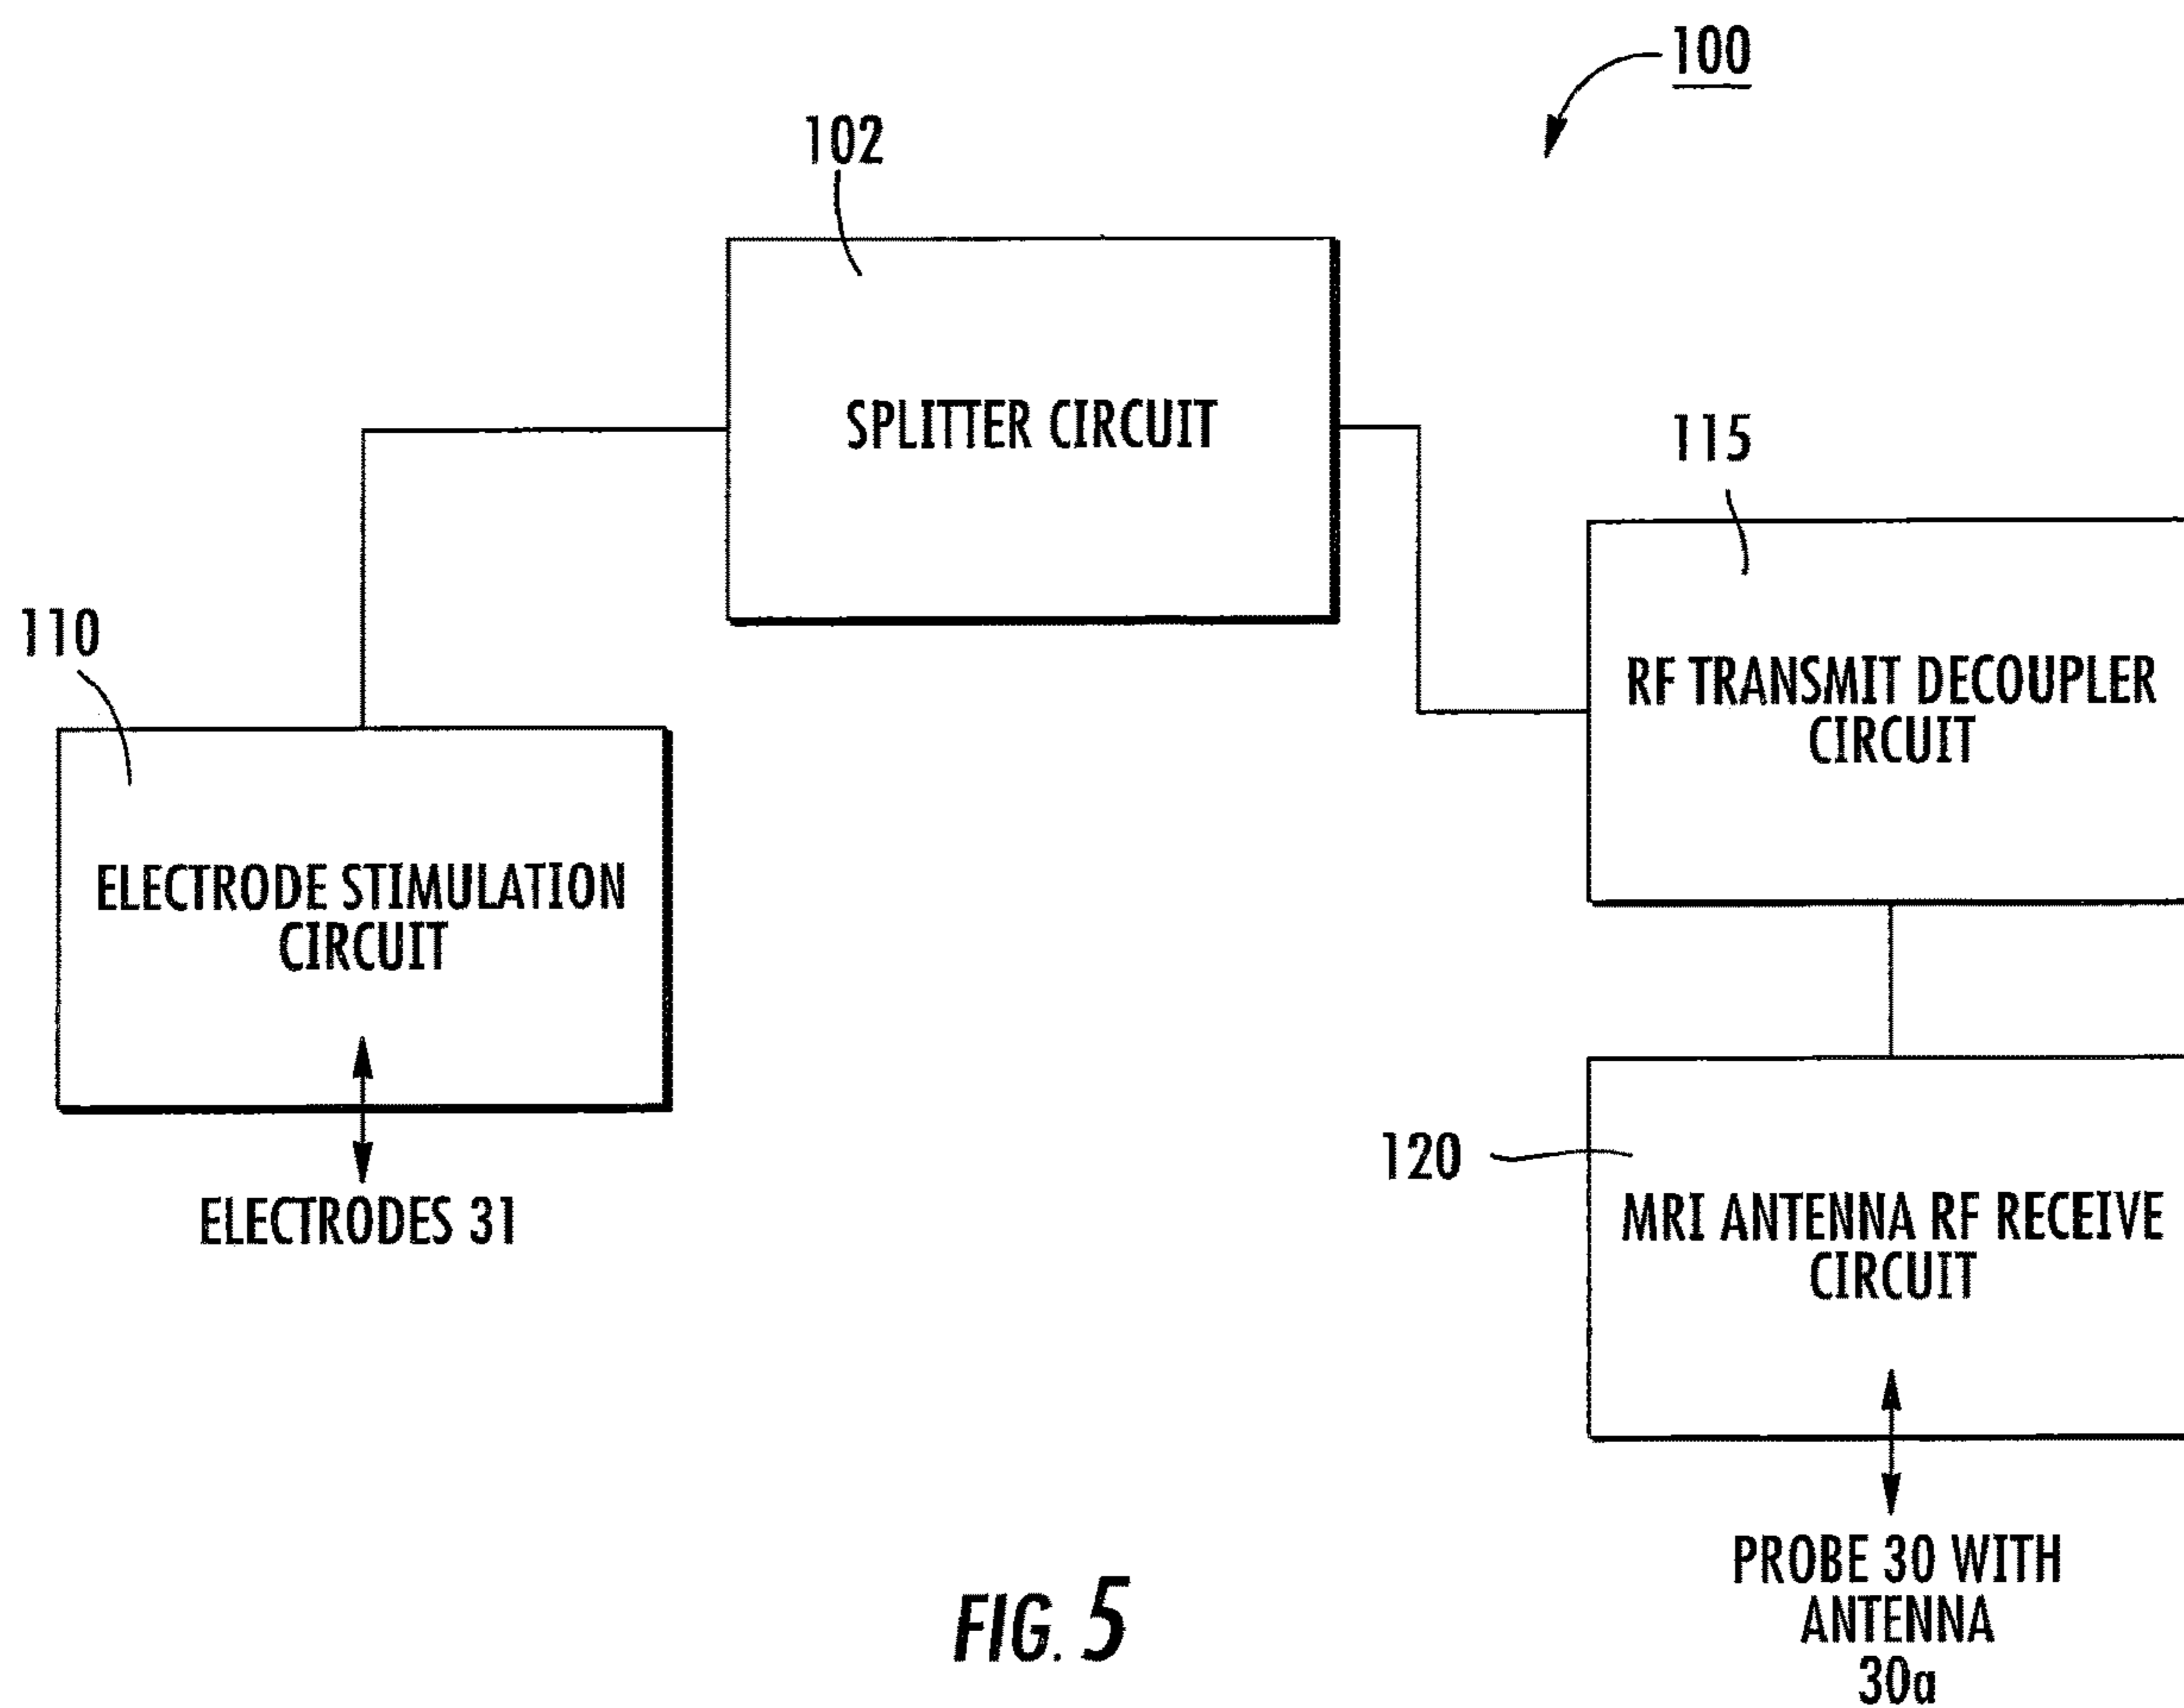 100
102
SPLITTER CIRCUIT
115
RF TRANSMIT DECOUPLER
CIRCUIT
110
ELECTRODE STIMULATION
CIRCUIT
ELECTRODES 31
120
MRI ANTENNA RF RECEIVE
CIRCUIT
PROBE 30 WITH
ANTENNA
30a
FIG. 5